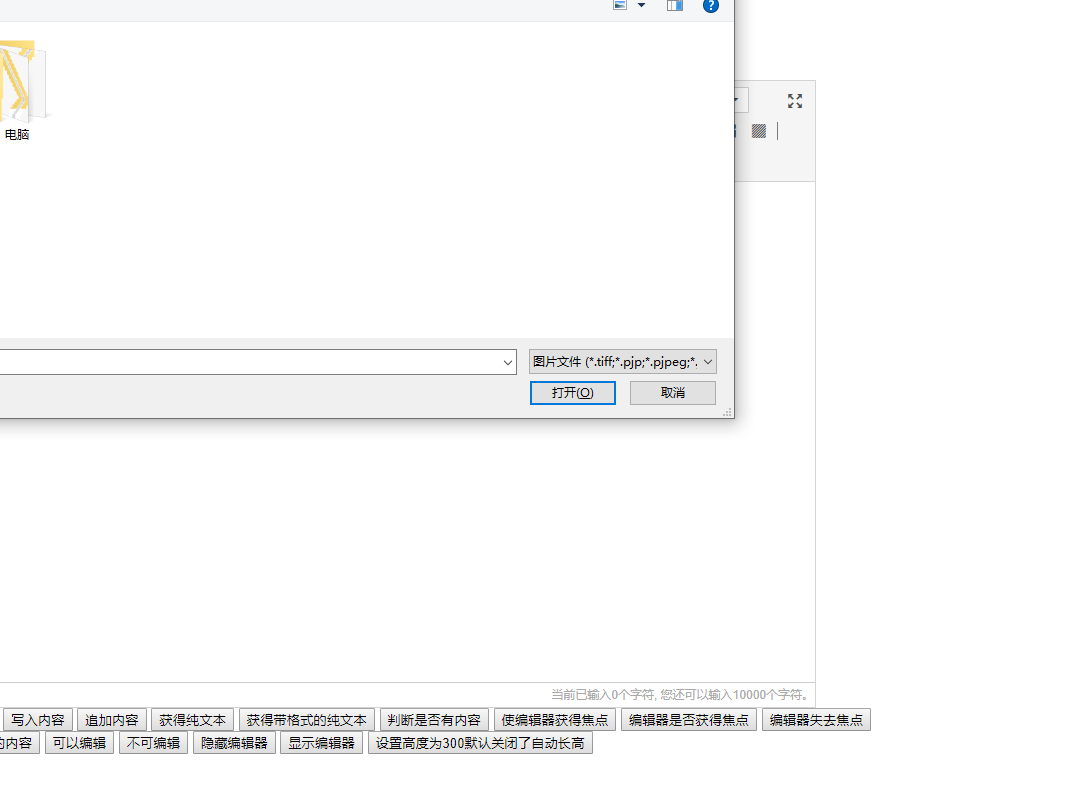 ?
电脑
图片文件 (*.tiff;*.pjp;*.pjpeg;*.
打开(O)
取消
当前已输入0个字符, 您还可以输入10000个字符。
写入内容 追加内容 获得纯文本 获得带格式的纯文本 判断是否有内容 使编辑器获得焦点 编辑器是否获得焦点 编辑器失去焦点
的内容 可以编辑 不可编辑 隐藏编辑器 显示编辑器 设置高度为300默认关闭了自动长高